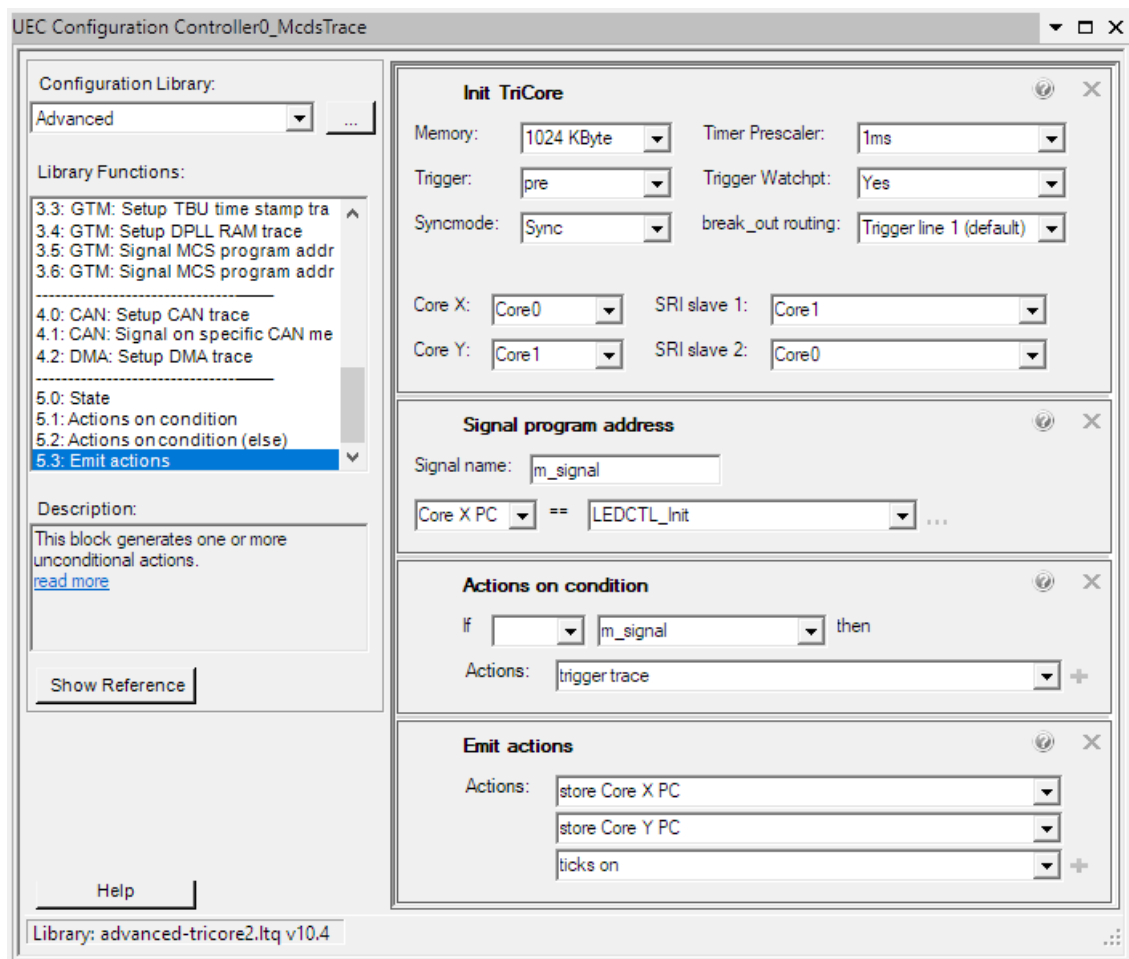 UEC Configuration Controller0_McdsTrace
Configuration Library:
Advanced
...
Library Functions:
3.3: GTM: Setup TBU time stamp tra
3.4: GTM: Setup DPLL RAM trace
3.5: GTM: Signal MCS program addr
3.6: GTM: Signal MCS program addr
4.0: CAN: Setup CAN trace
4.1: CAN: Signal on specific CAN me
4.2: DMA: Setup DMA trace
5.0: State
5.1: Actions on condition
5.2: Actions on condition (else)
5.3: Emit actions
Description:
This block generates one or more
unconditional actions.
read more
Show Reference
Help
Init TriCore
Memory: 1024 KByte Timer Prescaler: 1ms
Trigger: pre Trigger Watchpt: Yes
Syncmode: Sync break_out routing: Trigger line 1 (default)
Core X: Core0 SRI slave 1: Core1
Core Y: Core1 SRI slave 2: Core0
Signal program address
Signal name: m_signal
Core X PC == LEDCTL_Init ...
Actions on condition
If m_signal then
Actions: trigger trace
Emit actions
Actions: store Core X PC
store Core Y PC
ticks on
Library: advanced-tricore2.ltq v10.4